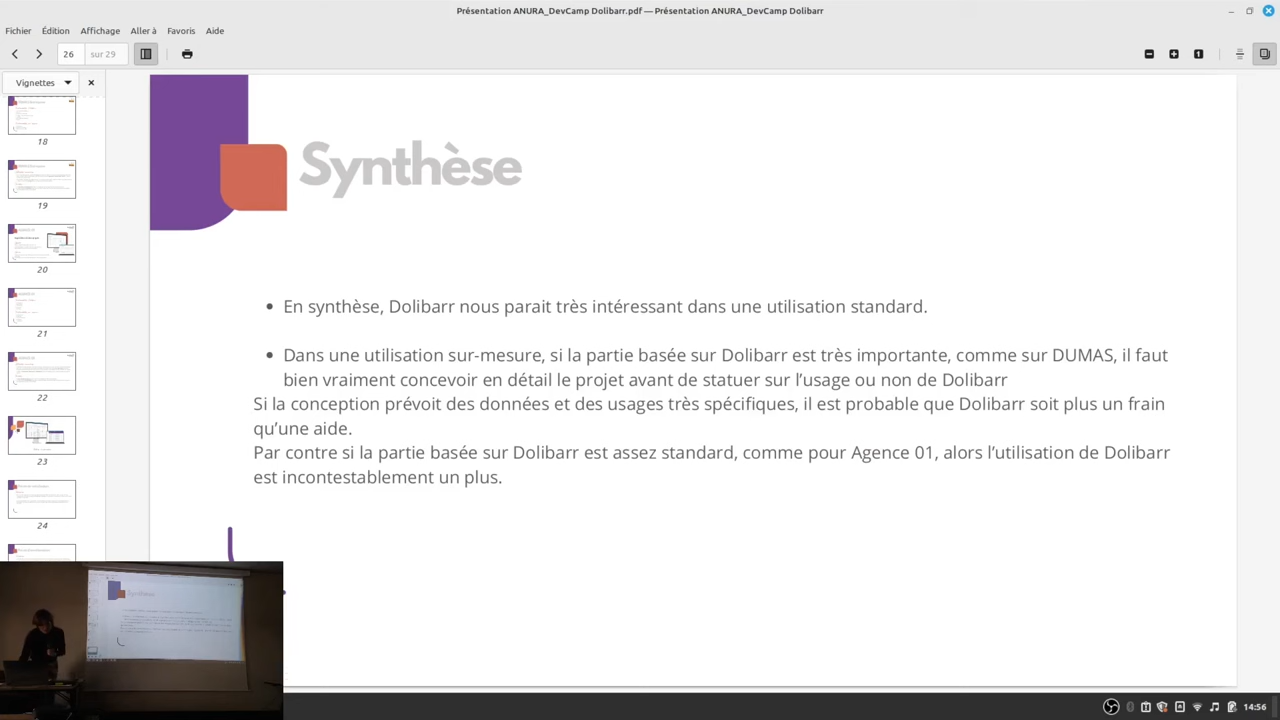 Présentation ANURA_DevCamp Dolibarr.pdf — Présentation ANURA_DevCamp Dolibarr
Fichier Édition Affichage Aller à Favoris Aide
26 sur 29
Vignettes
18
19
20
21
22
23
24
Synthèse
• En synthèse, Dolibarr nous parait très intéressant dans une utilisation standard.
• Dans une utilisation sur-mesure, si la partie basée sur Dolibarr est très importante, comme sur DUMAS, il faut
bien vraiment concevoir en détail le projet avant de statuer sur l’usage ou non de Dolibarr
Si la conception prévoit des données et des usages très spécifiques, il est probable que Dolibarr soit plus un frain
qu’une aide.
Par contre si la partie basée sur Dolibarr est assez standard, comme pour Agence 01, alors l’utilisation de Dolibarr
est incontestablement un plus.
Synthèse
14:56